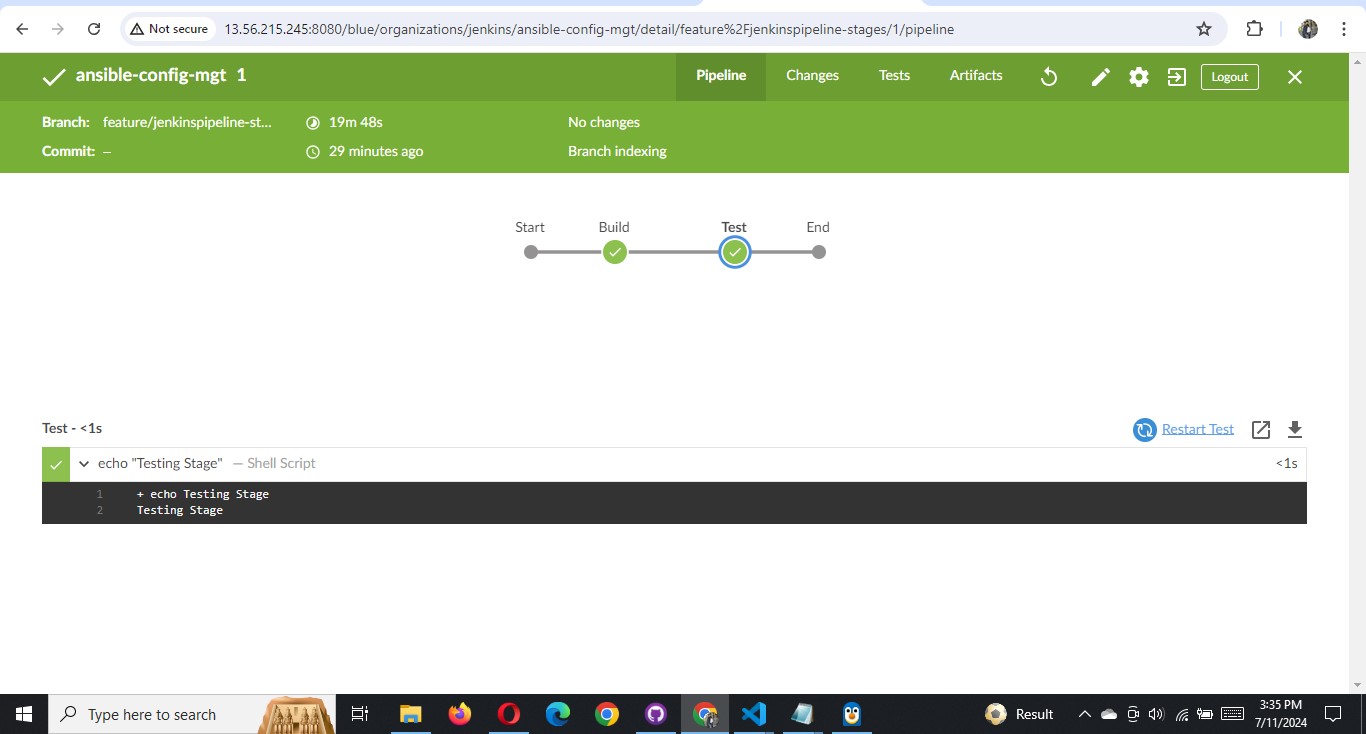 Not secure 13.56.215.245:8080/blue/organizations/jenkins/ansible-config-mgt/detail/feature%2Fjenkinspipeline-stages/1/pipeline
ansible-config-mgt 1 Pipeline Changes Tests Artifacts Logout
Branch: feature/jenkinspipeline-st... 19m 48s No changes
Commit: – 29 minutes ago Branch indexing
Start Build Test End
Test - <1s Restart Test
echo "Testing Stage" — Shell Script <1s
1 + echo Testing Stage
2 Testing Stage
Type here to search Result 3:35 PM
7/11/2024